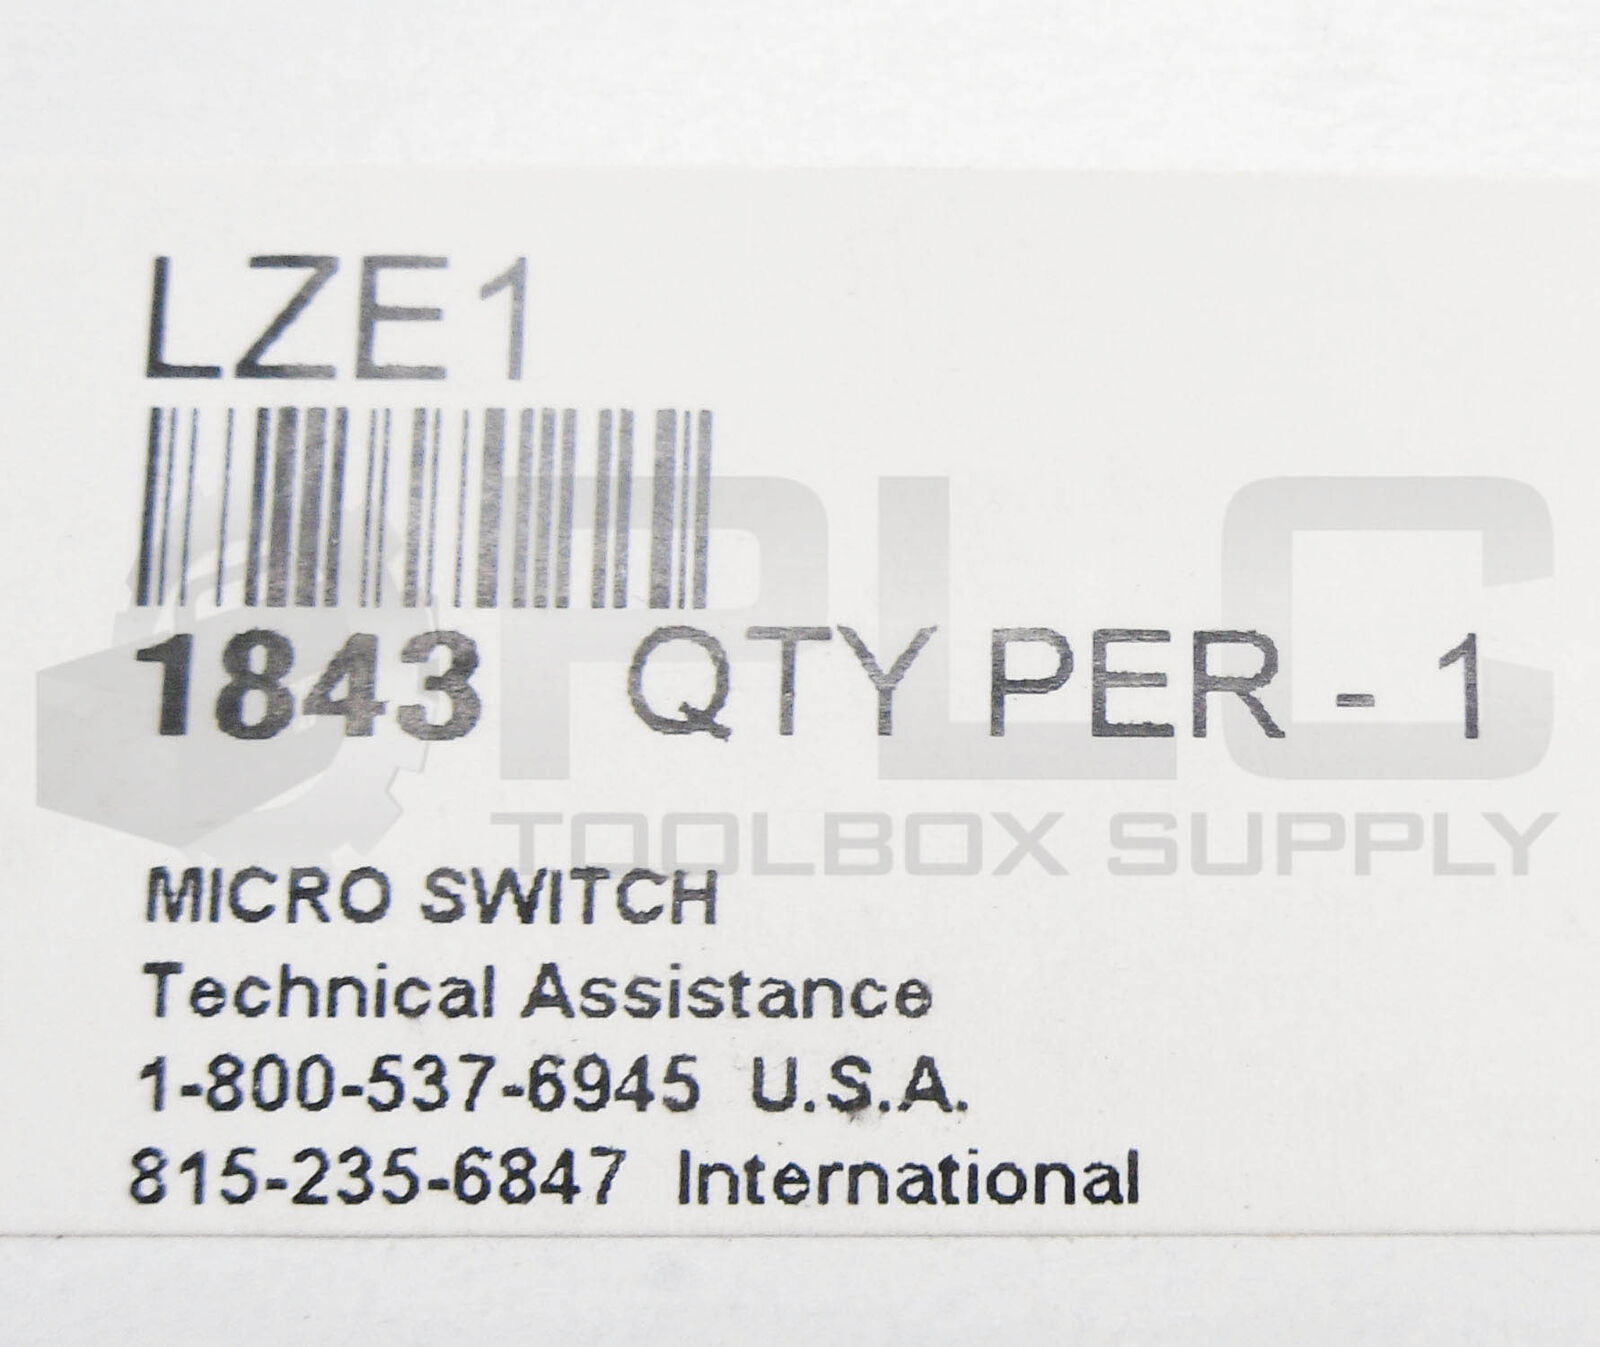 LZE1
1843 QTY PER - 1
PLC
TOOLBOX SUPPLY
MICRO SWITCH
Technical Assistance
1-800-537-6945 U.S.A.
815-235-6847 International